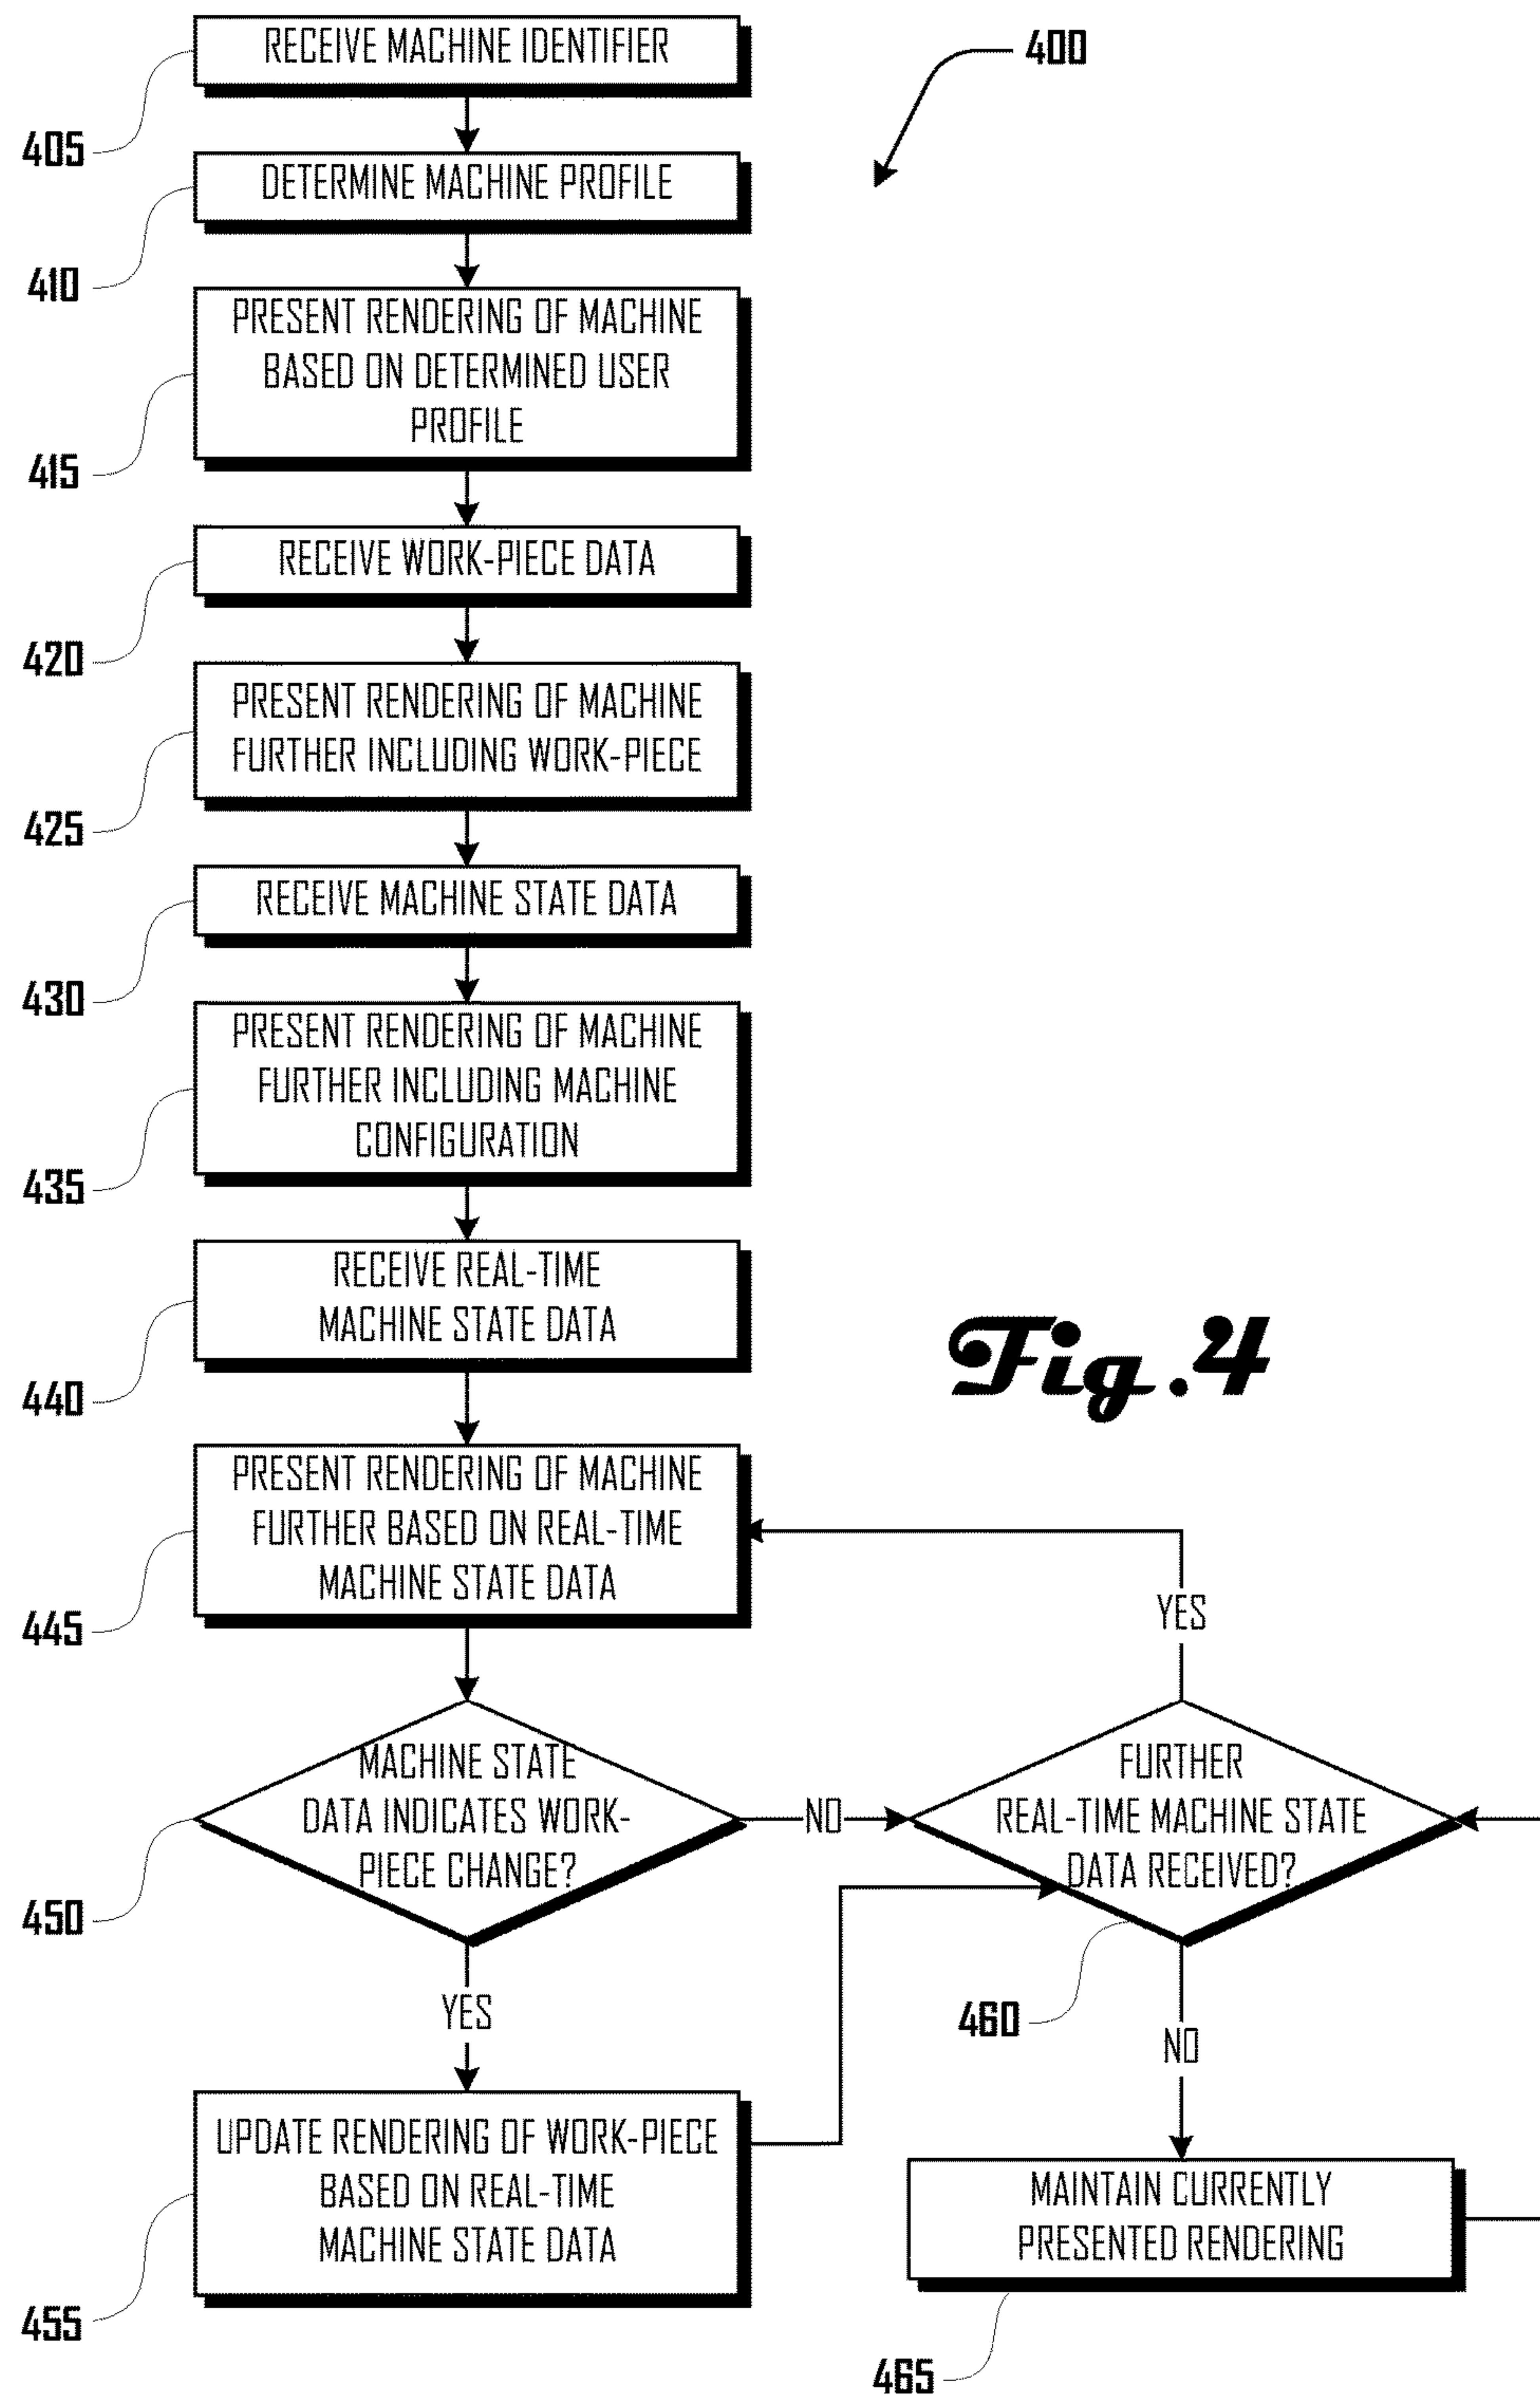 RECEIVE MACHINE IDENTIFIER
400
405
DETERMINE MACHINE PROFILE
410
PRESENT RENDERING OF MACHINE
BASED ON DETERMINED USER
PROFILE
415
RECEIVE WORK-PIECE DATA
420
PRESENT RENDERING OF MACHINE
FURTHER INCLUDING WORK-PIECE
425
RECEIVE MACHINE STATE DATA
430
PRESENT RENDERING OF MACHINE
FURTHER INCLUDING MACHINE
CONFIGURATION
435
RECEIVE REAL-TIME
MACHINE STATE DATA
440
Fig.4
PRESENT RENDERING OF MACHINE
FURTHER BASED ON REAL-TIME
MACHINE STATE DATA
445
YES
MACHINE STATE
DATA INDICATES WORK-
PIECE CHANGE?
450
NO
FURTHER
REAL-TIME MACHINE STATE
DATA RECEIVED?
460
YES
NO
UPDATE RENDERING OF WORK-PIECE
BASED ON REAL-TIME
MACHINE STATE DATA
455
MAINTAIN CURRENTLY
PRESENTED RENDERING
465